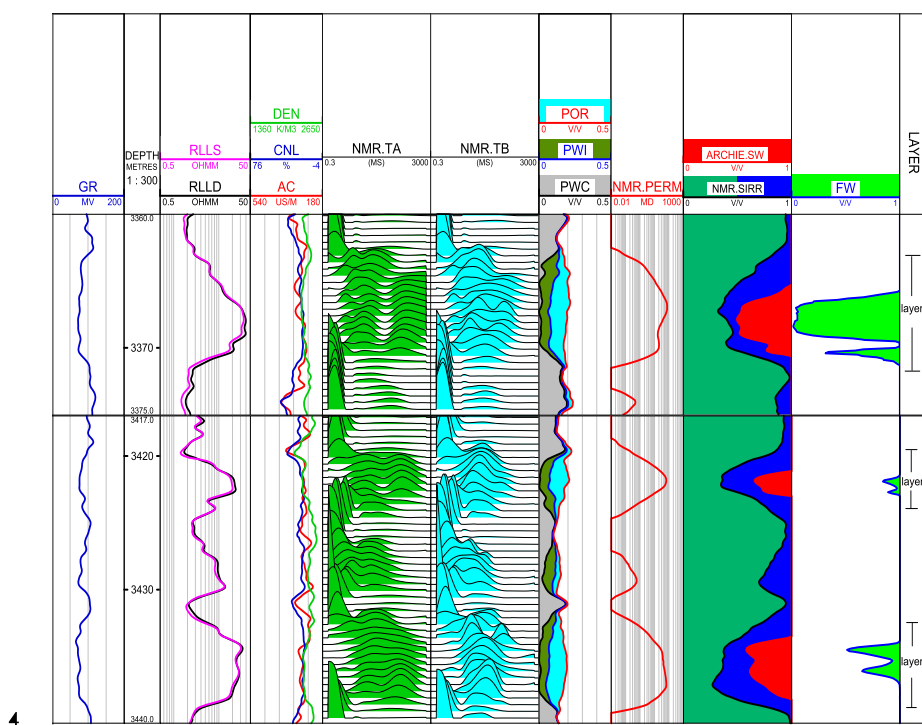 DEN
1360 K/M3 2650
POR
0 V/V 0.5
DEPTH
METRES
1 : 300
RLLS
0.5 OHMM 50
CNL
76 % -4
NMR.TA
0.3 (MS) 3000
NMR.TB
0.3 (MS) 3000
PWI
0 V/V 0.5
ARCHIE.SW
0 V/V 1
LAYER
GR
0 MV 200
RLLD
0.5 OHMM 50
AC
540 US/M 180
PWC
0 V/V 0.5
NMR.PERM
0.01 MD 1000
NMR.SIRR
0 V/V 1
FW
0 V/V 1
3360.0
layer
3370
3375.0
3417.0
3420
layer
3430
layer
3440.0
4